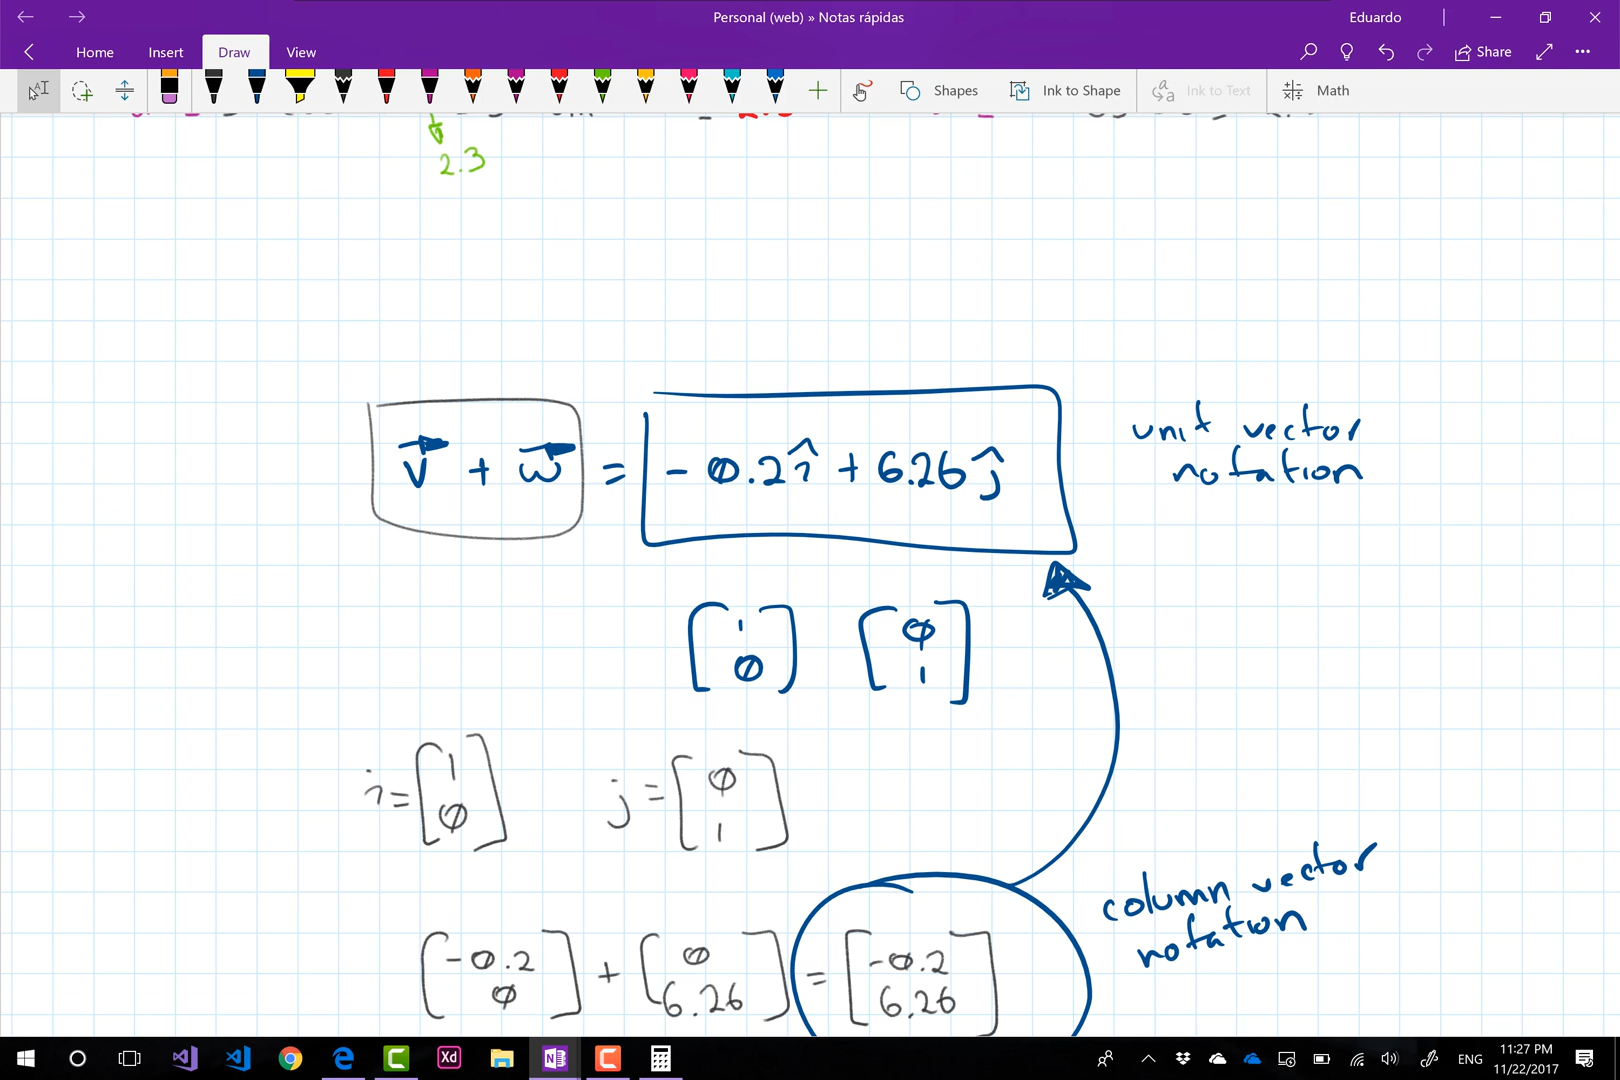 Personal (web) » Notas rápidas
Eduardo
Home Insert Draw View
Share
Shapes Ink to Shape Ink to Text Math
2.3
v + w = -0.2 î + 6.26 ĵ
unit vector
notation
[1 0] [0 1]
i = [1 0] j = [0 1]
column vector
notation
[-0.2 0] + [0 6.26] = [-0.2 6.26]
ENG
11:27 PM
11/22/2017